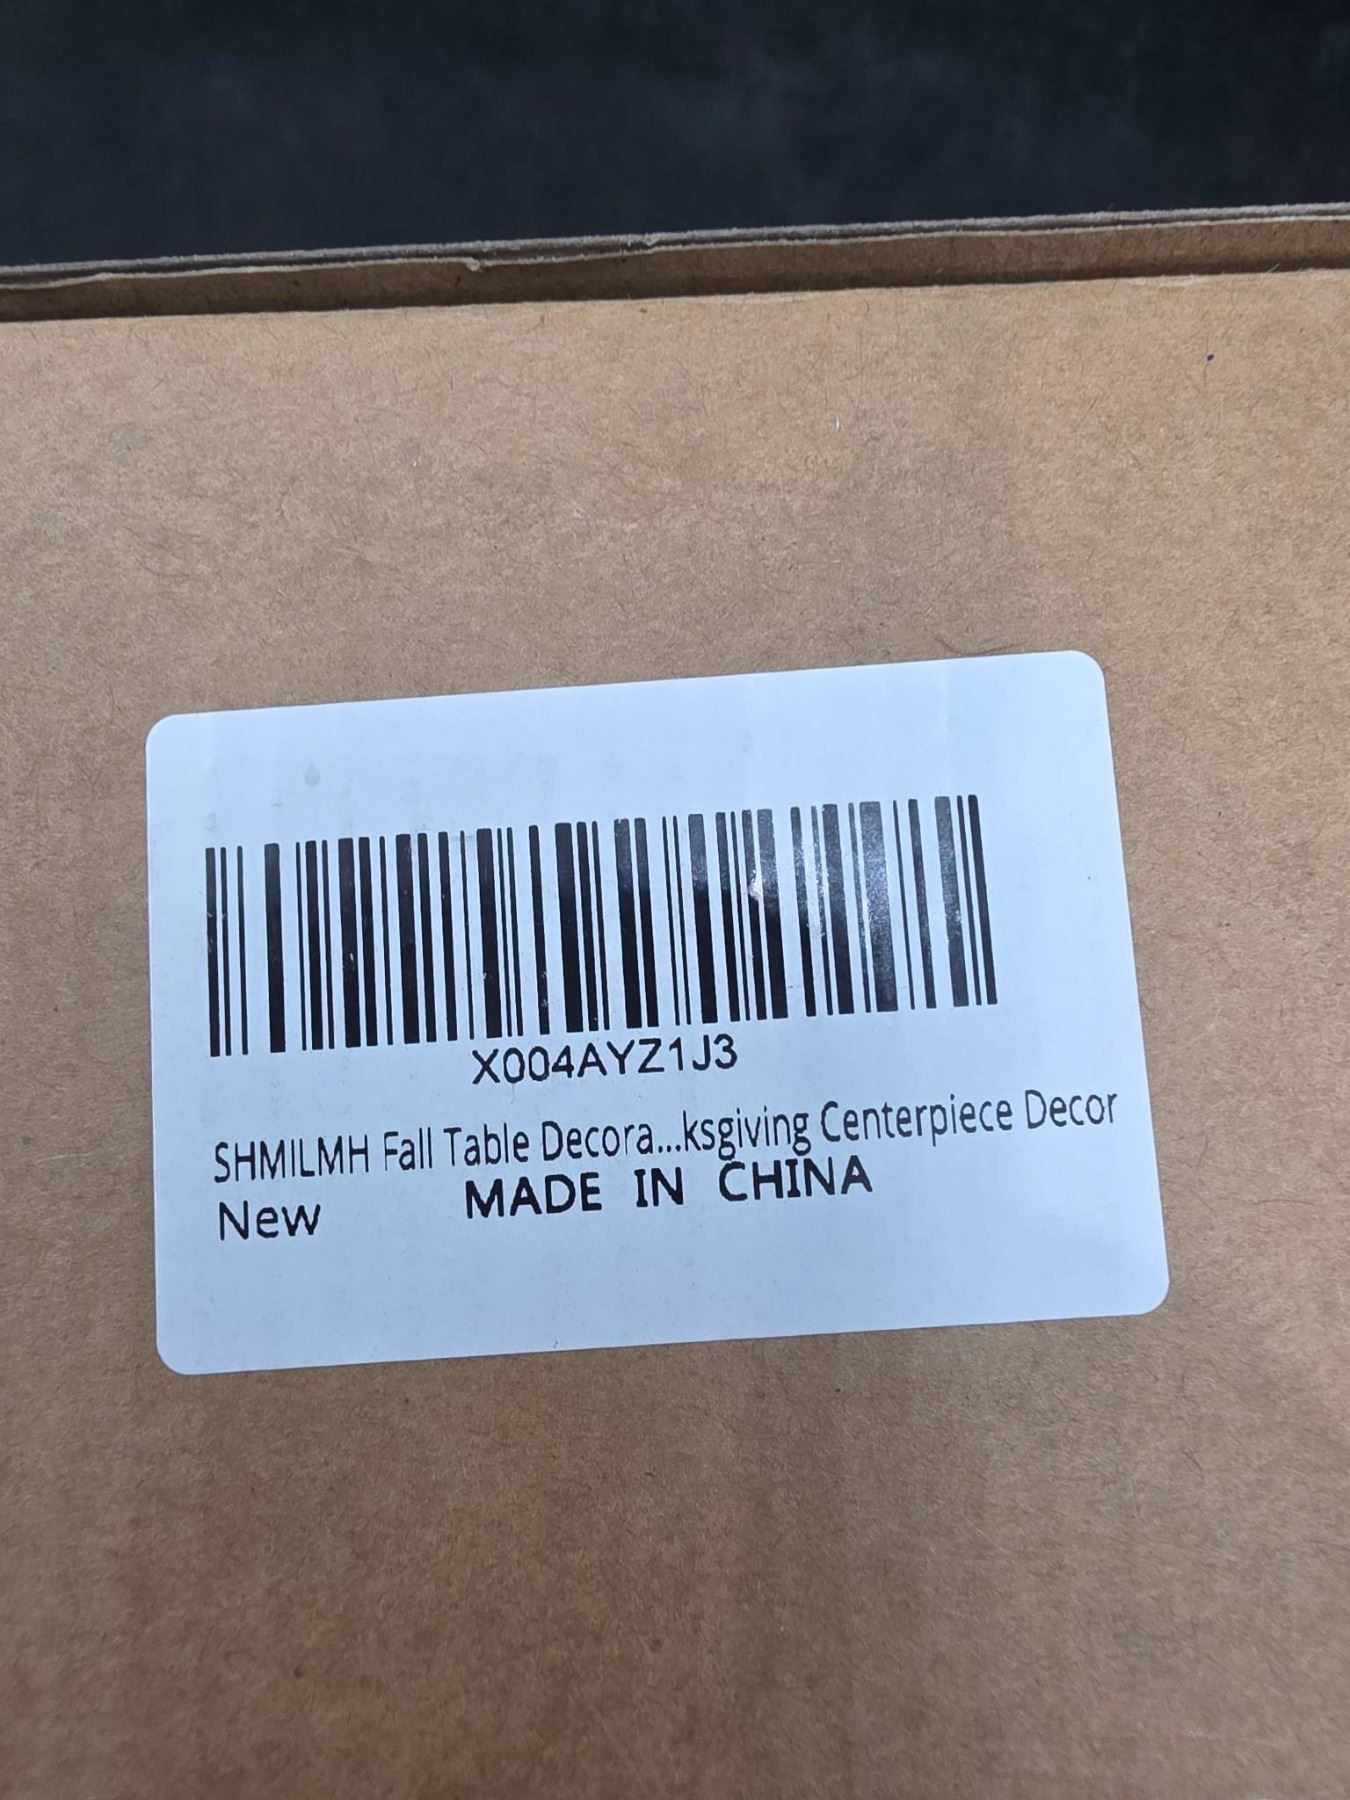 X004AYZ1J3
SHMILMH Fall Table Decora...ksgiving Centerpiece Decor
New MADE IN CHINA